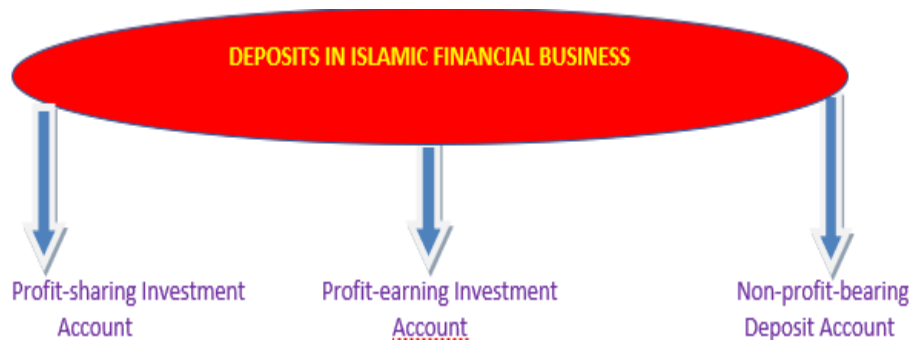 DEPOSITS IN ISLAMIC FINANCIAL BUSINESS
Profit-sharing Investment
Account
Profit-earning Investment
Account
Non-profit-bearing
Deposit Account